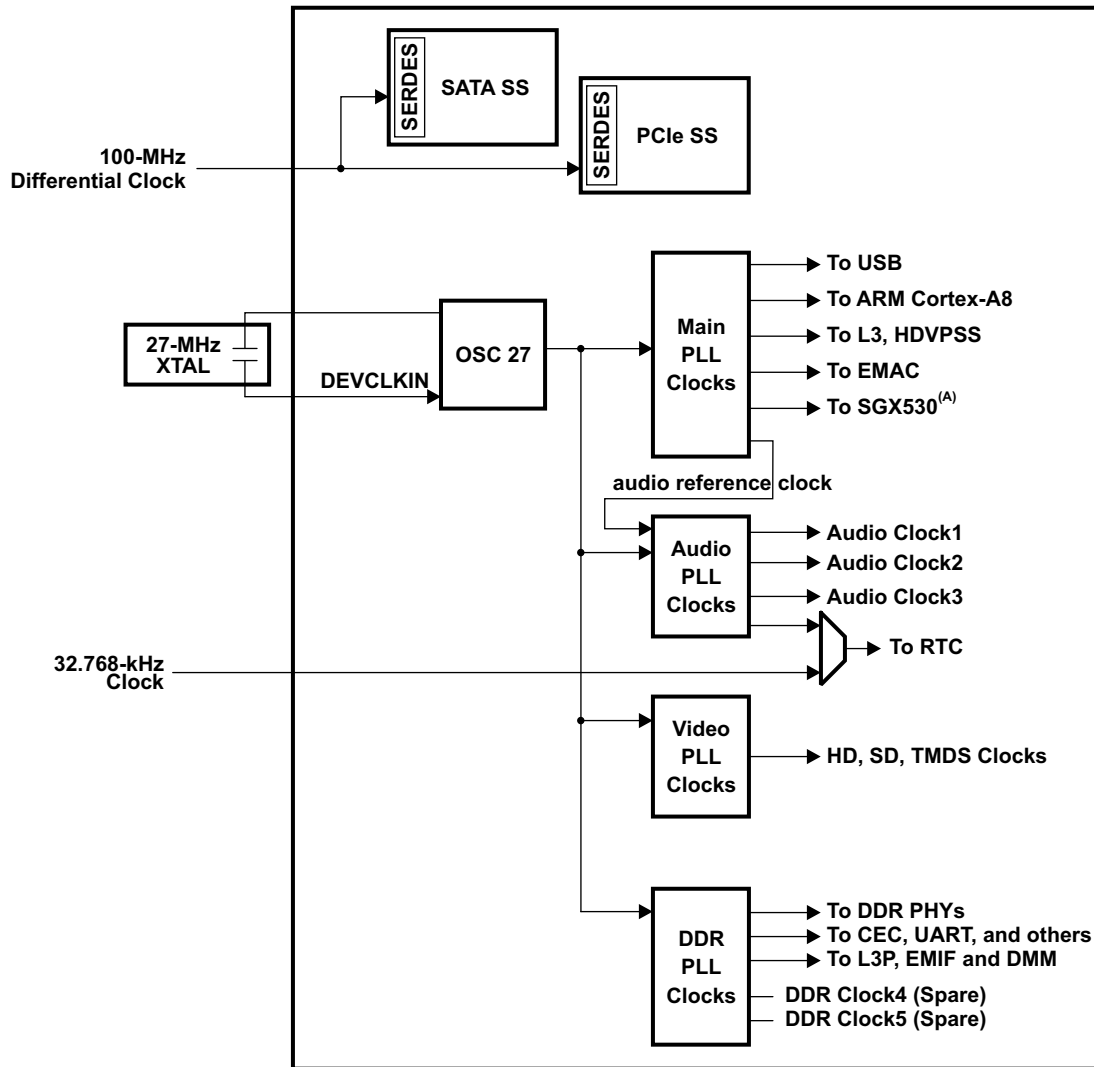 SERDES
SATA SS
SERDES
PCIe SS
100-MHz
Differential Clock
27-MHz
XTAL
DEVCLKIN
OSC 27
Main
PLL
Clocks
To USB
To ARM Cortex-A8
To L3, HDVPSS
To EMAC
To SGX530(A)
audio reference clock
Audio
PLL
Clocks
Audio Clock1
Audio Clock2
Audio Clock3
To RTC
32.768-kHz
Clock
Video
PLL
Clocks
HD, SD, TMDS Clocks
DDR
PLL
Clocks
To DDR PHYs
To CEC, UART, and others
To L3P, EMIF and DMM
DDR Clock4 (Spare)
DDR Clock5 (Spare)